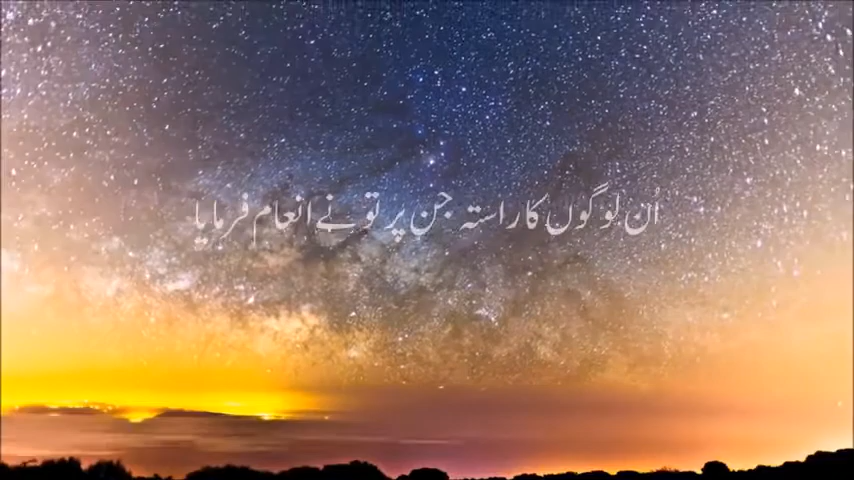 اُن لوگوں کا راستہ جن پر تو نے انعام فرمایا